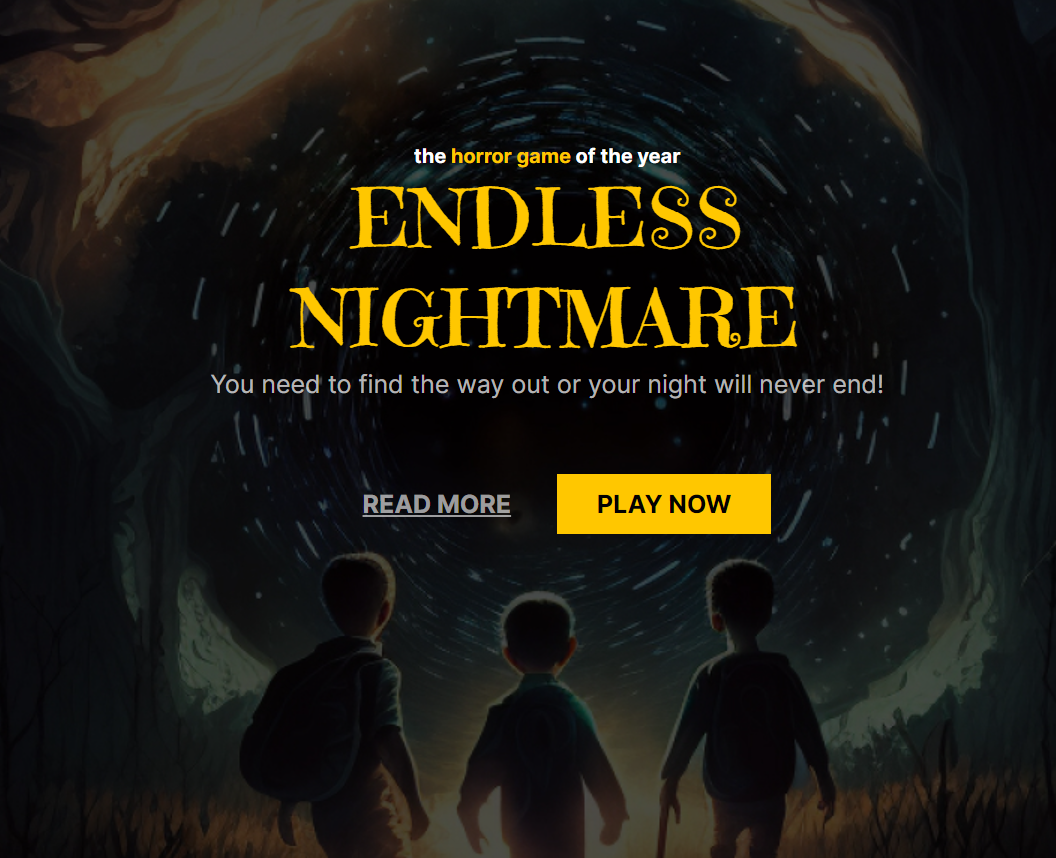 the horror game of the year
ENDLESS
NIGHTMARE
You need to find the way out or your night will never end!
READ MORE
PLAY NOW